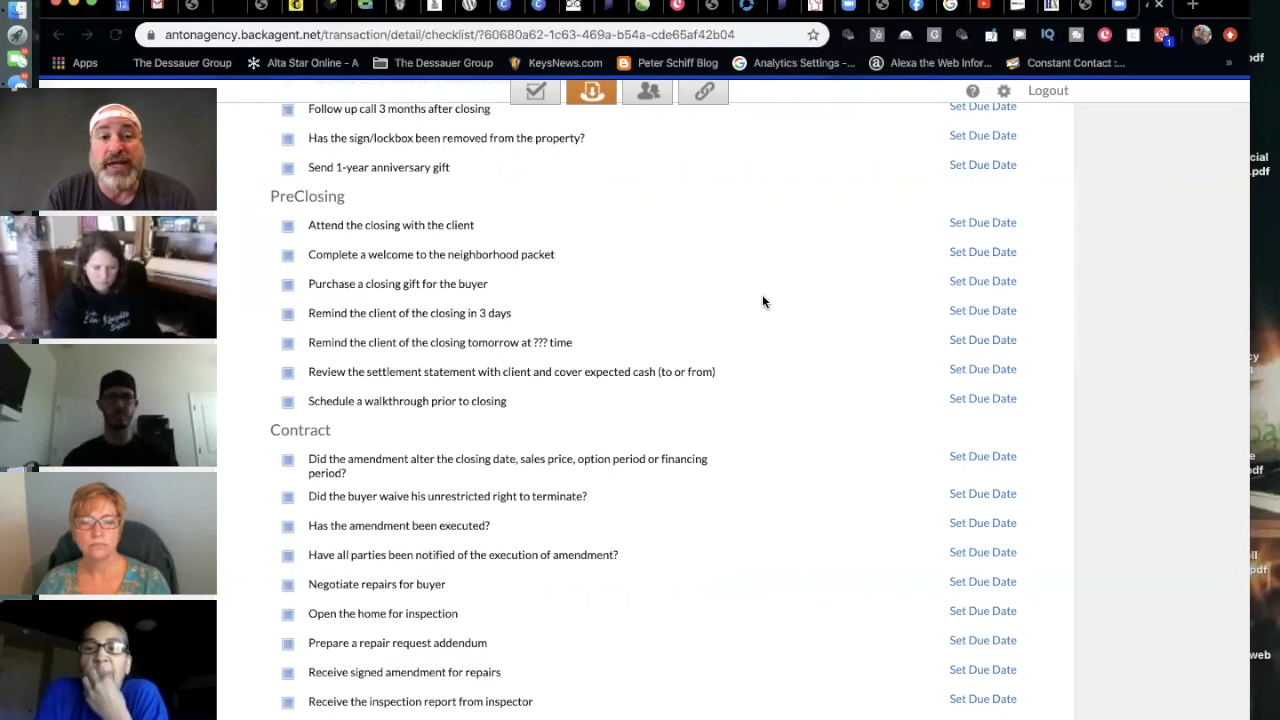 antonagency.backagent.net/transaction/detail/checklist/?60680a62-1c63-469a-b54a-cde65af42b04
Apps
The Dessauer Group
Alta Star Online - A
The Dessauer Group
KeysNews.com
Peter Schiff Blog
Analytics Settings -...
Alexa the Web Infor...
Constant Contact :...
»
Logout
Follow up call 3 months after closing
Set Due Date
Has the sign/lockbox been removed from the property?
Set Due Date
Send 1-year anniversary gift
Set Due Date
PreClosing
Attend the closing with the client
Set Due Date
Complete a welcome to the neighborhood packet
Set Due Date
Purchase a closing gift for the buyer
Set Due Date
Remind the client of the closing in 3 days
Set Due Date
Remind the client of the closing tomorrow at ??? time
Set Due Date
Review the settlement statement with client and cover expected cash (to or from)
Set Due Date
Schedule a walkthrough prior to closing
Set Due Date
Contract
Did the amendment alter the closing date, sales price, option period or financing
period?
Set Due Date
Did the buyer waive his unrestricted right to terminate?
Set Due Date
Has the amendment been executed?
Set Due Date
Have all parties been notified of the execution of amendment?
Set Due Date
Negotiate repairs for buyer
Set Due Date
Open the home for inspection
Set Due Date
Prepare a repair request addendum
Set Due Date
Receive signed amendment for repairs
Set Due Date
Receive the inspection report from inspector
Set Due Date
cial
.pdf